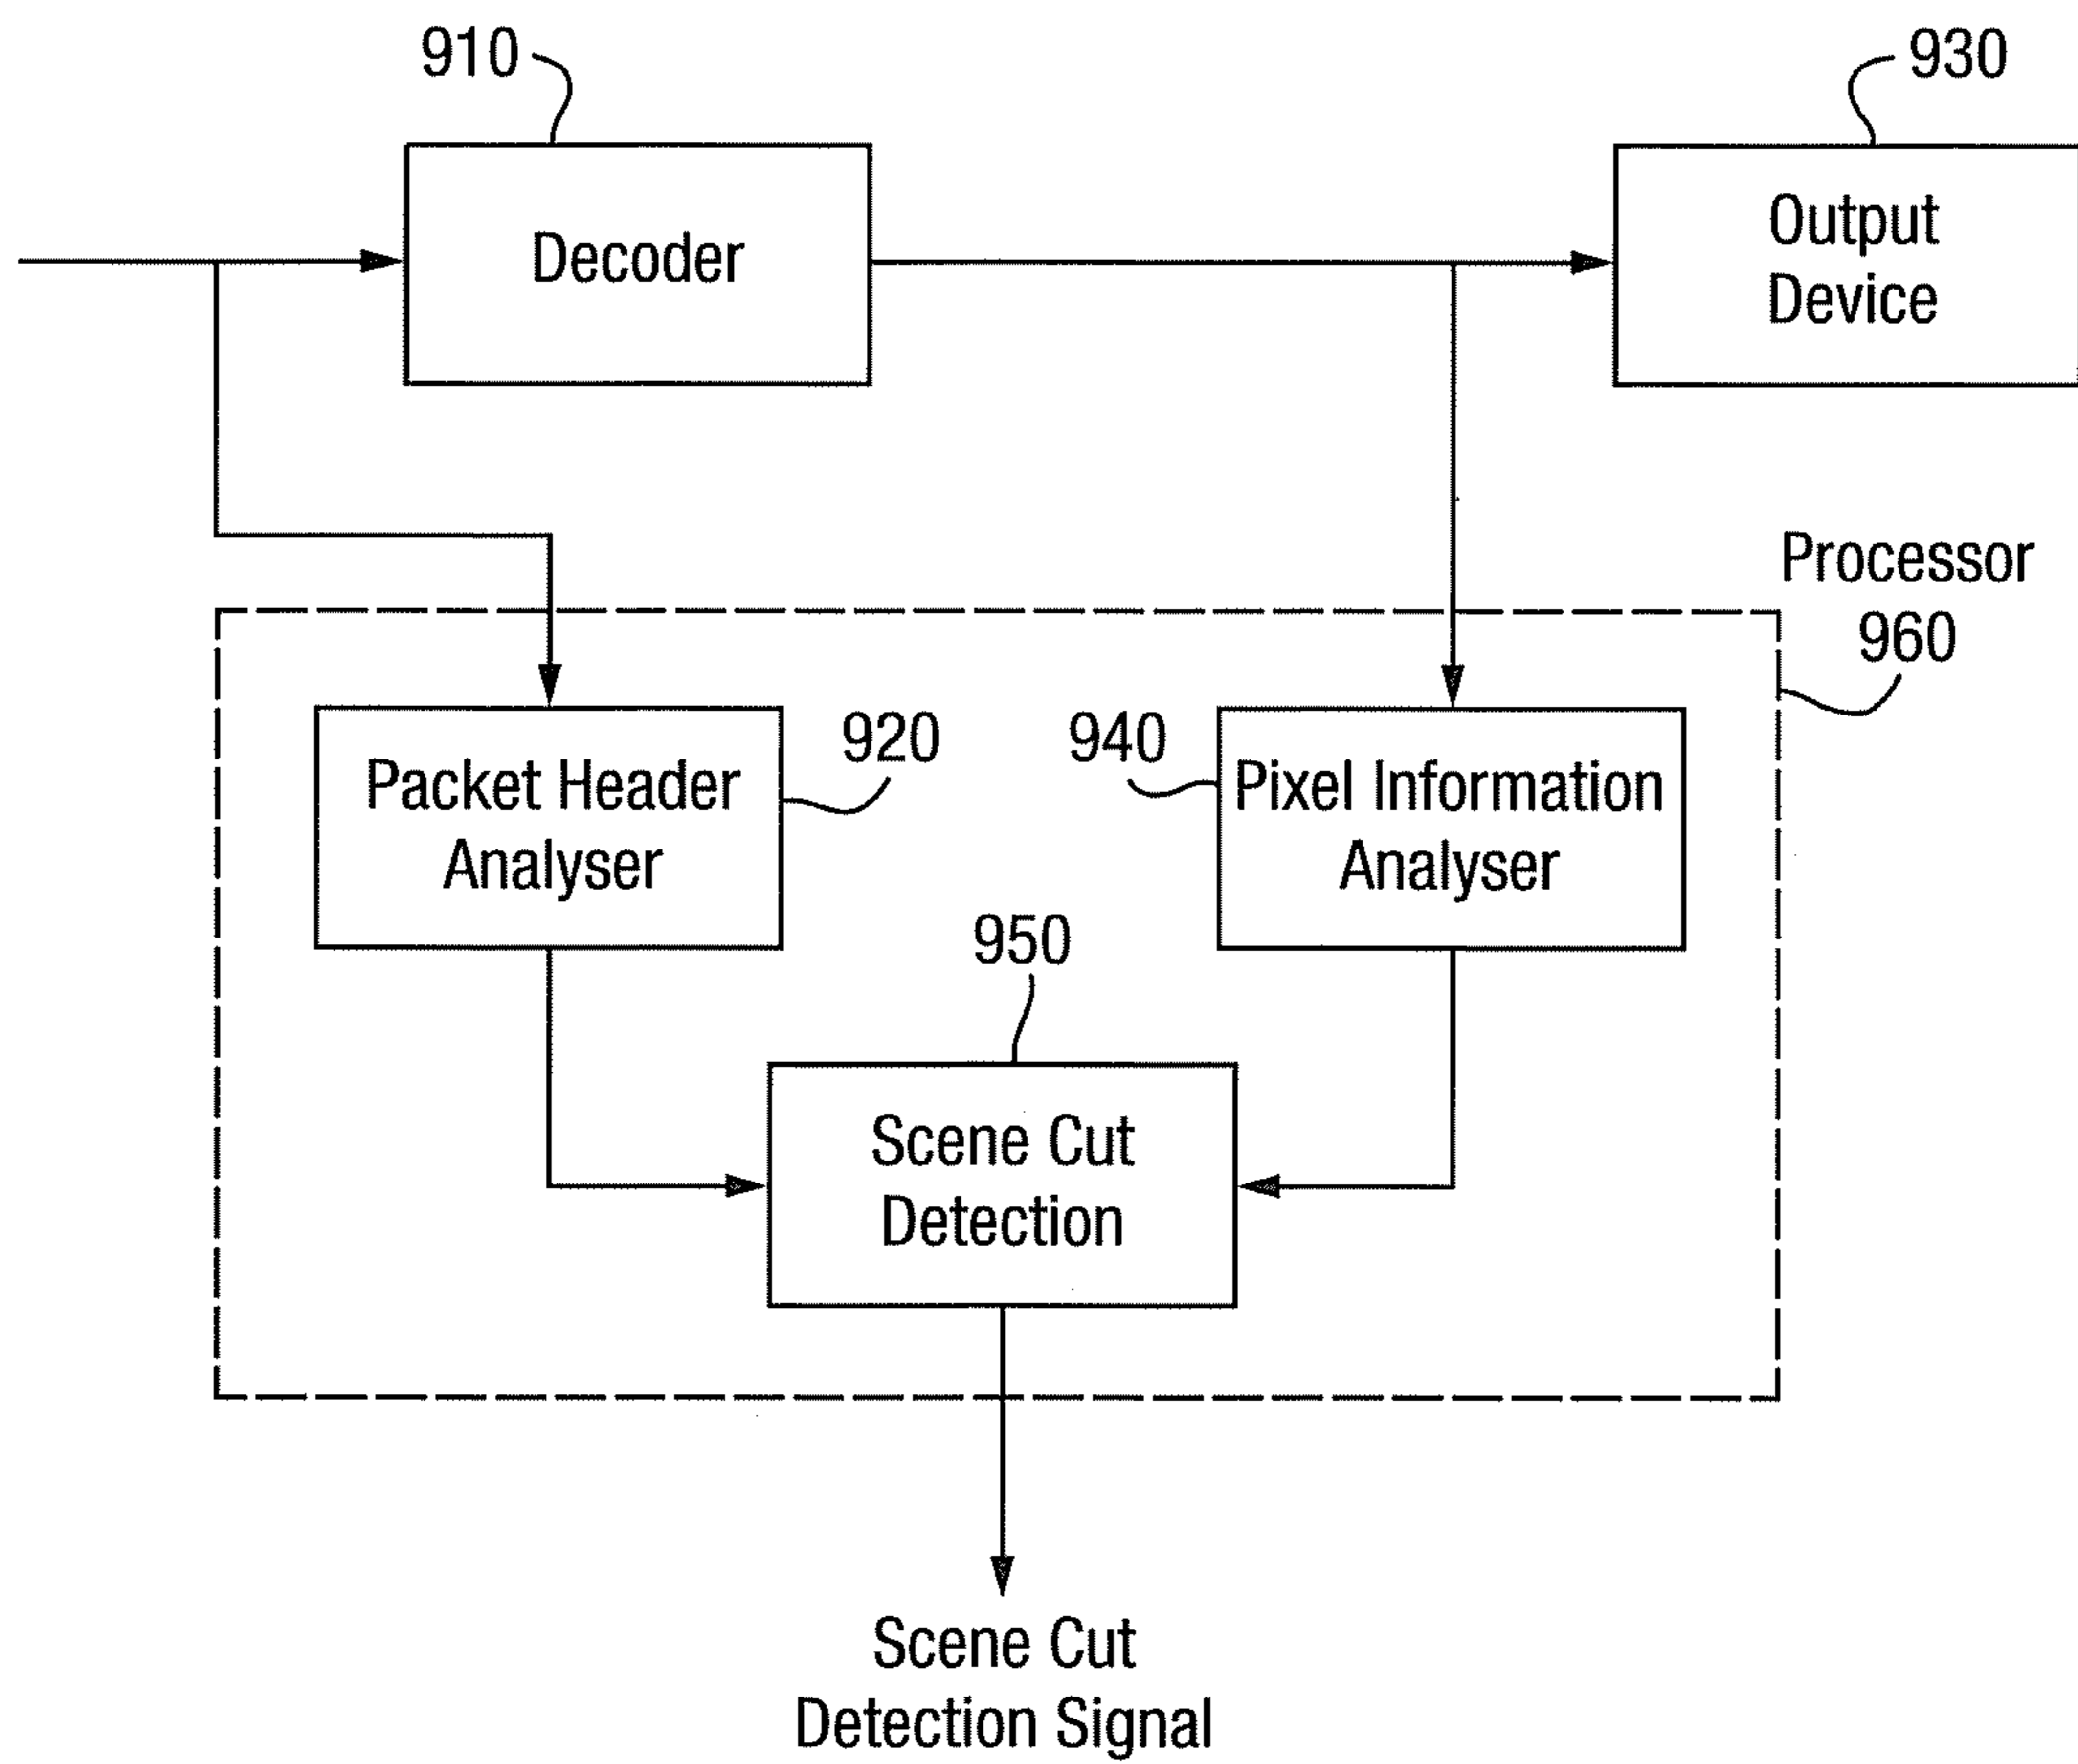 910
930
Decoder
Output
Device
Processor
960
920
940
Packet Header
Analyser
Pixel Information
Analyser
950
Scene Cut
Detection
Scene Cut
Detection Signal